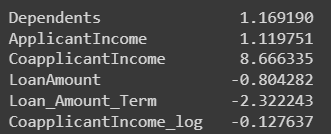 Dependents 1.169190
ApplicantIncome 1.119751
CoapplicantIncome 8.666335
LoanAmount -0.804282
Loan_Amount_Term -2.322243
CoapplicantIncome_log -0.127637